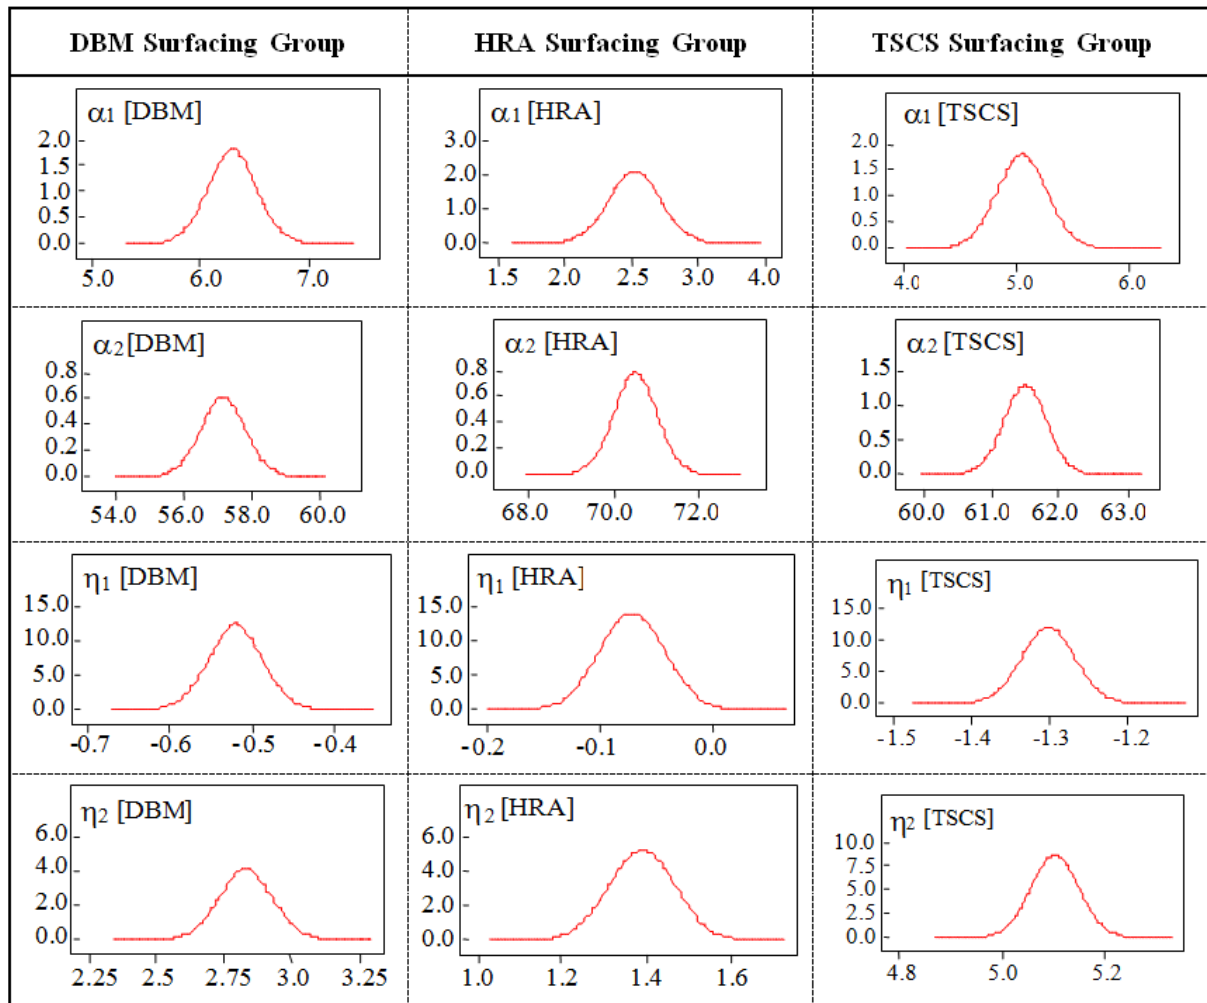 DBM Surfacing Group
HRA Surfacing Group
TSCS Surfacing Group
α1 [DBM]
2.0
1.5
1.0
0.5
0.0
5.0 6.0 7.0
α1 [HRA]
3.0
2.0
1.0
0.0
1.5 2.0 2.5 3.0 4.0
α1 [TSCS]
2.0
1.5
1.0
0.5
0.0
4.0 5.0 6.0
α2[DBM]
0.8
0.6
0.4
0.2
0.0
54.0 56.0 58.0 60.0
α2 [HRA]
0.8
0.6
0.4
0.2
0.0
68.0 70.0 72.0
α2 [TSCS]
1.5
1.0
0.5
0.0
60.0 61.0 62.0 63.0
η1 [DBM]
15.0
10.0
5.0
0.0
-0.7 -0.6 -0.5 -0.4
η1 [HRA]
15.0
10.0
5.0
0.0
-0.2 -0.1 0.0
η1 [TSCS]
15.0
10.0
5.0
0.0
-1.5 -1.4 -1.3 -1.2
η2 [DBM]
6.0
4.0
2.0
0.0
2.25 2.5 2.75 3.0 3.25
η2 [HRA]
6.0
4.0
2.0
0.0
1.0 1.2 1.4 1.6
η2 [TSCS]
10.0
7.5
5.0
2.5
0.0
4.8 5.0 5.2